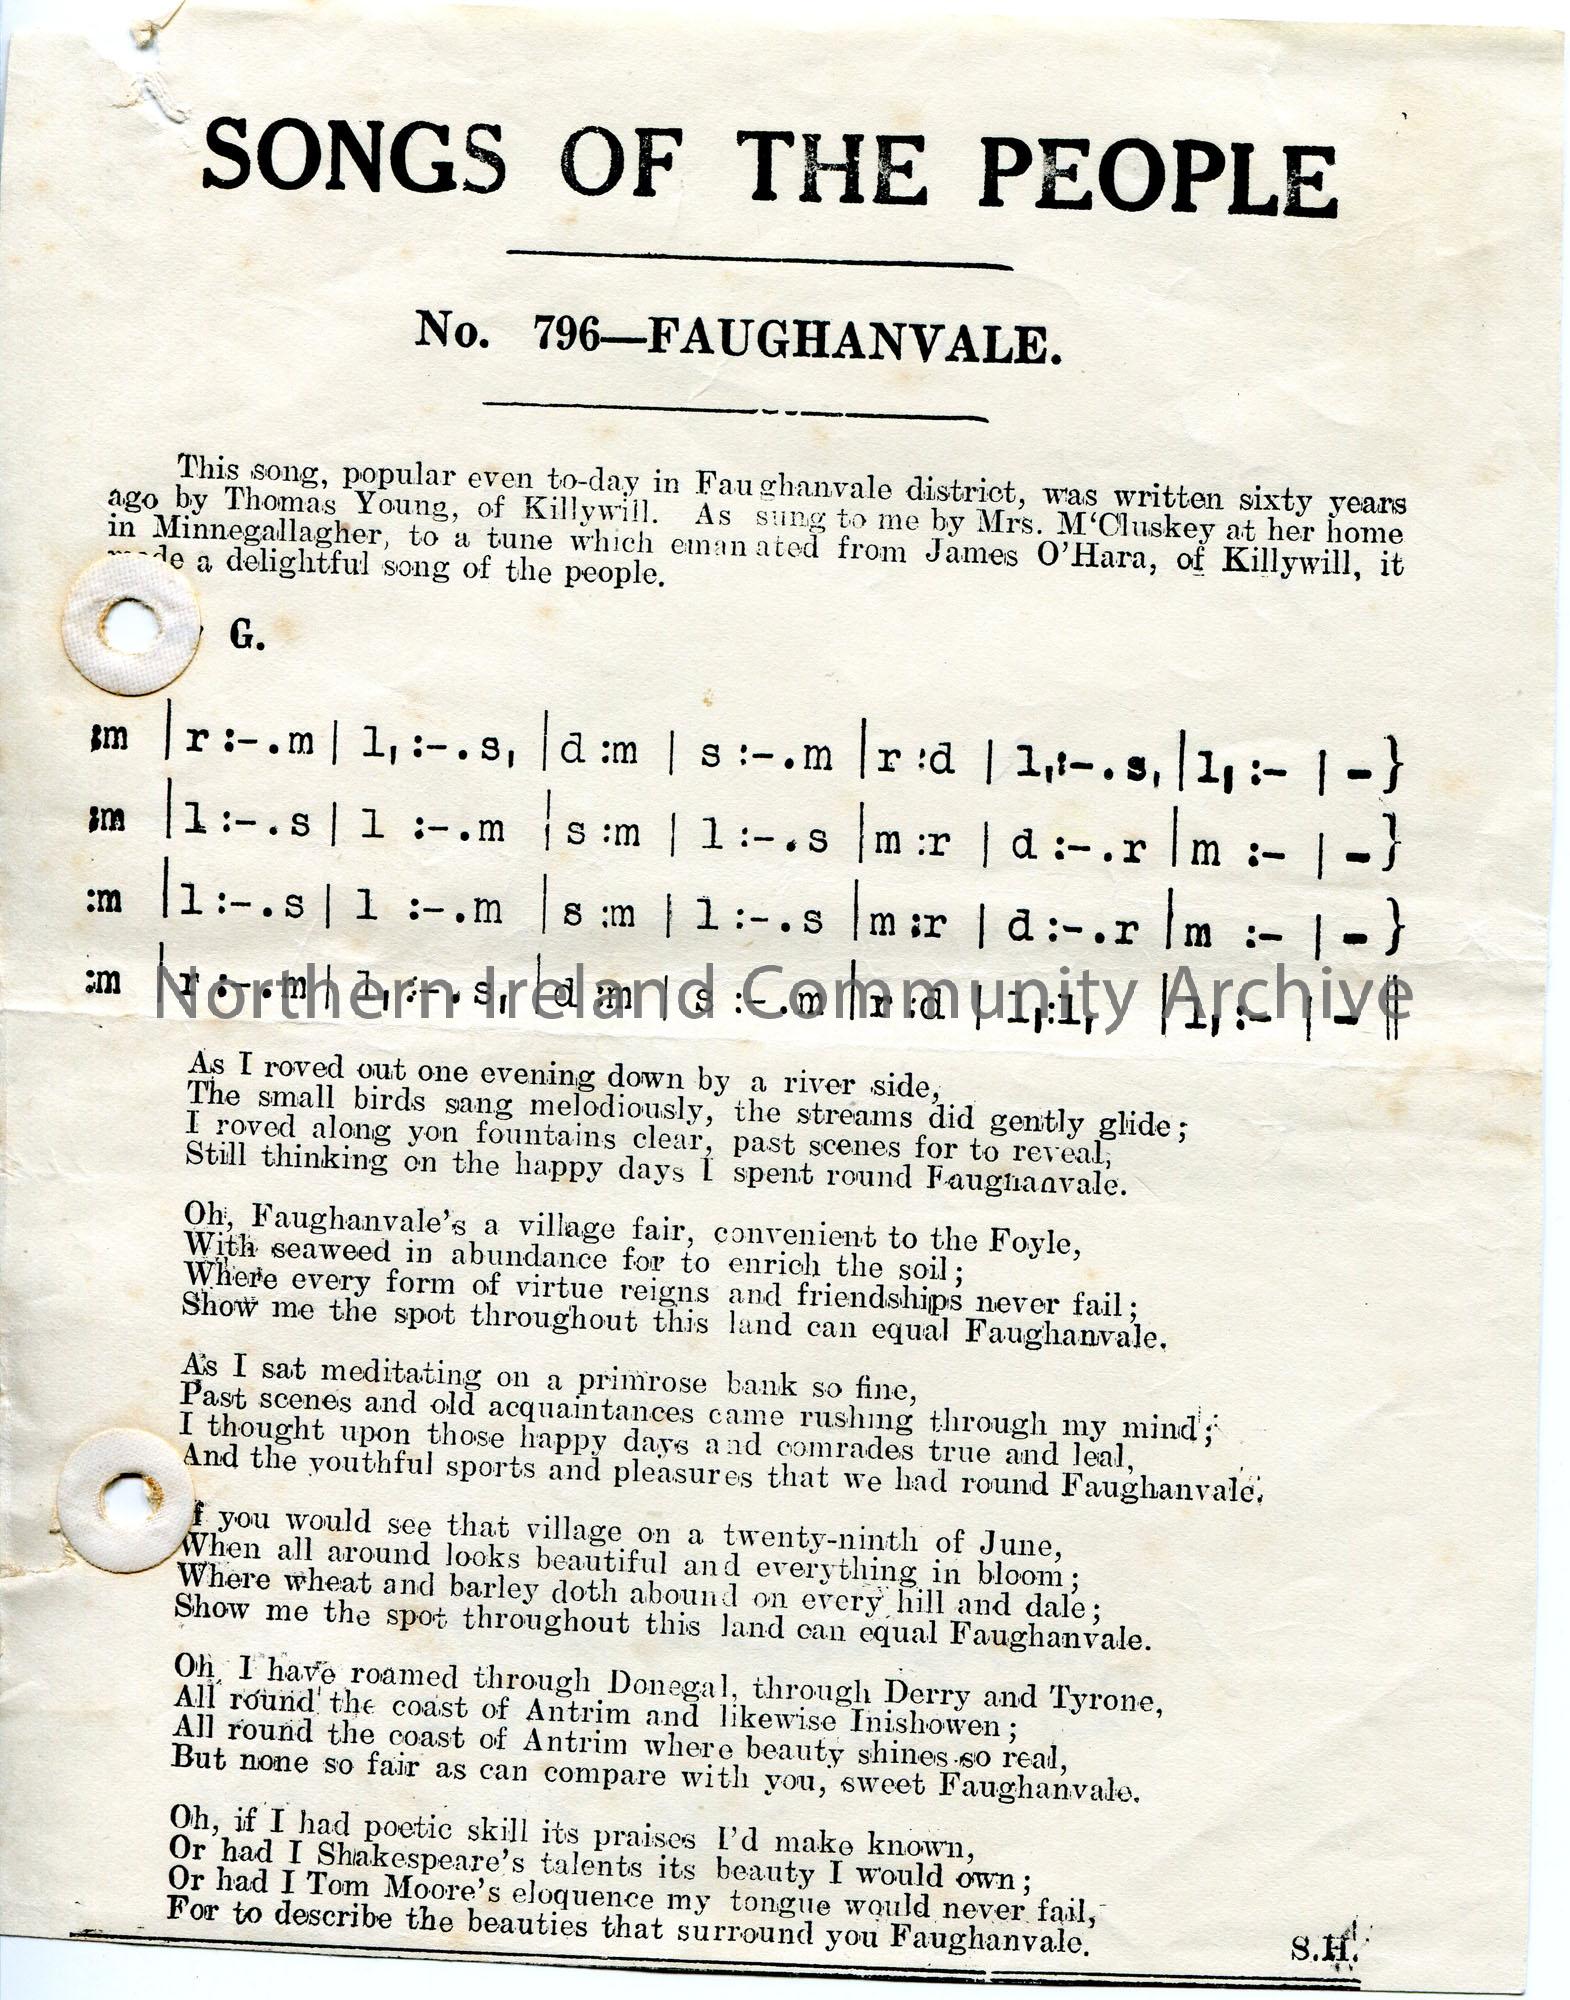 SONGS OF THE PEOPLE
No. 796—FAUGHANVALE.
This song, popular even to-day in Faughanvale district, was written sixty years
ago by Thomas Young, of Killywill. As sung to me by Mrs. M‘Cluskey at her home
in Minnegallagher, to a tune which emanated from James O'Hara, of Killywill, it
made a delightful song of the people.
G.
:m |r :-.m | l, :-. s, |d :m | s :-.m |r :d | l, :-. s, |l, :- | - }
:m |l :-. s | l :-.m |s :m | l :-. s |m :r | d :-. r |m :- | - }
:m |l :-. s | l :-.m |s :m | l :-. s |m :r | d :-. r |m :- | - }
:m |r :-.m | l, :-. s, |d :m | s :-.m |r :d | l, :l, |l, :- | - ||
Northern Ireland Community Archive
As I roved out one evening down by a river side,
The small birds sang melodiously, the streams did gently glide;
I roved along yon fountains clear, past scenes for to reveal,
Still thinking on the happy days I spent round Faughanvale.
Oh, Faughanvale's a village fair, convenient to the Foyle,
With seaweed in abundance for to enrich the soil;
Where every form of virtue reigns and friendships never fail;
Show me the spot throughout this land can equal Faughanvale.
As I sat meditating on a primrose bank so fine,
Past scenes and old acquaintances came rushing through my mind;
I thought upon those happy days and comrades true and leal,
And the youthful sports and pleasures that we had round Faughanvale.
If you would see that village on a twenty-ninth of June,
When all around looks beautiful and everything in bloom;
Where wheat and barley doth abound on every hill and dale;
Show me the spot throughout this land can equal Faughanvale.
Oh, I have roamed through Donegal, through Derry and Tyrone,
All round the coast of Antrim and likewise Inishowen;
All round the coast of Antrim where beauty shines so real,
But none so fair as can compare with you, sweet Faughanvale.
Oh, if I had poetic skill its praises I'd make known,
Or had I Shakespeare's talents its beauty I would own;
Or had I Tom Moore's eloquence my tongue would never fail,
For to describe the beauties that surround you Faughanvale.
S.H.